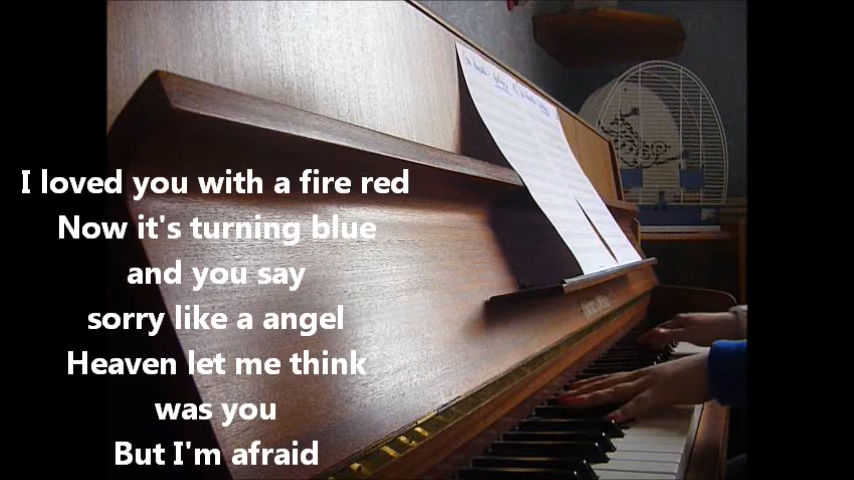 I loved you with a fire red
Now it's turning blue
and you say
sorry like a angel
Heaven let me think
was you
But I'm afraid